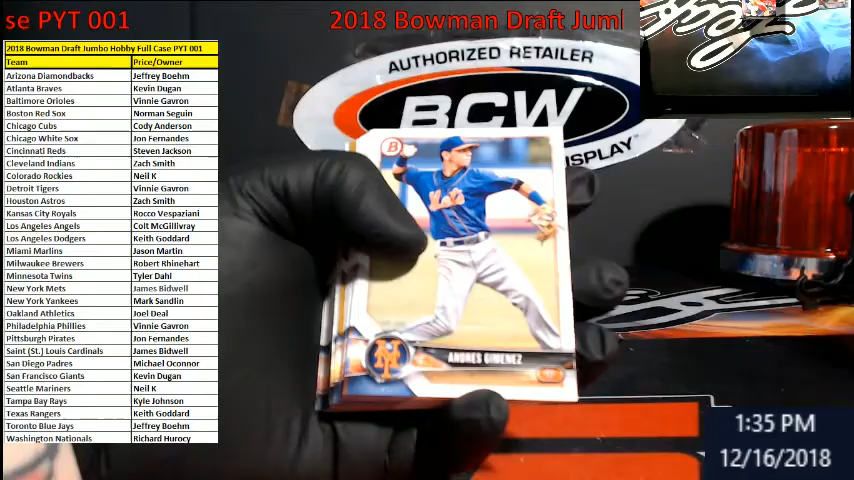 se PYT 001
2018 Bowman Draft Juml
2018 Bowman Draft Jumbo Hobby Full Case PYT 001
Team Price/Owner
Arizona Diamondbacks Jeffrey Boehm
Atlanta Braves Kevin Dugan
Baltimore Orioles Vinnie Gavron
Boston Red Sox Norman Seguin
Chicago Cubs Cody Anderson
Chicago White Sox Jon Fernandes
Cincinnati Reds Steven Jackson
Cleveland Indians Zach Smith
Colorado Rockies Neil K
Detroit Tigers Vinnie Gavron
Houston Astros Zach Smith
Kansas City Royals Rocco Vespaziani
Los Angeles Angels Colt McGillivray
Los Angeles Dodgers Keith Goddard
Miami Marlins Jason Martin
Milwaukee Brewers Robert Rhinehart
Minnesota Twins Tyler Dahl
New York Mets James Bidwell
New York Yankees Mark Sandlin
Oakland Athletics Joel Deal
Philadelphia Phillies Vinnie Gavron
Pittsburgh Pirates Jon Fernandes
Saint (St.) Louis Cardinals James Bidwell
San Diego Padres Michael Oconnor
San Francisco Giants Kevin Dugan
Seattle Mariners Neil K
Tampa Bay Rays Kyle Johnson
Texas Rangers Keith Goddard
Toronto Blue Jays Jeffrey Boehm
Washington Nationals Richard Hurocy
AUTHORIZED RETAILER
BCW
DISPLAY
B
Mets
ANDRES GIMENEZ
1:35 PM
12/16/2018